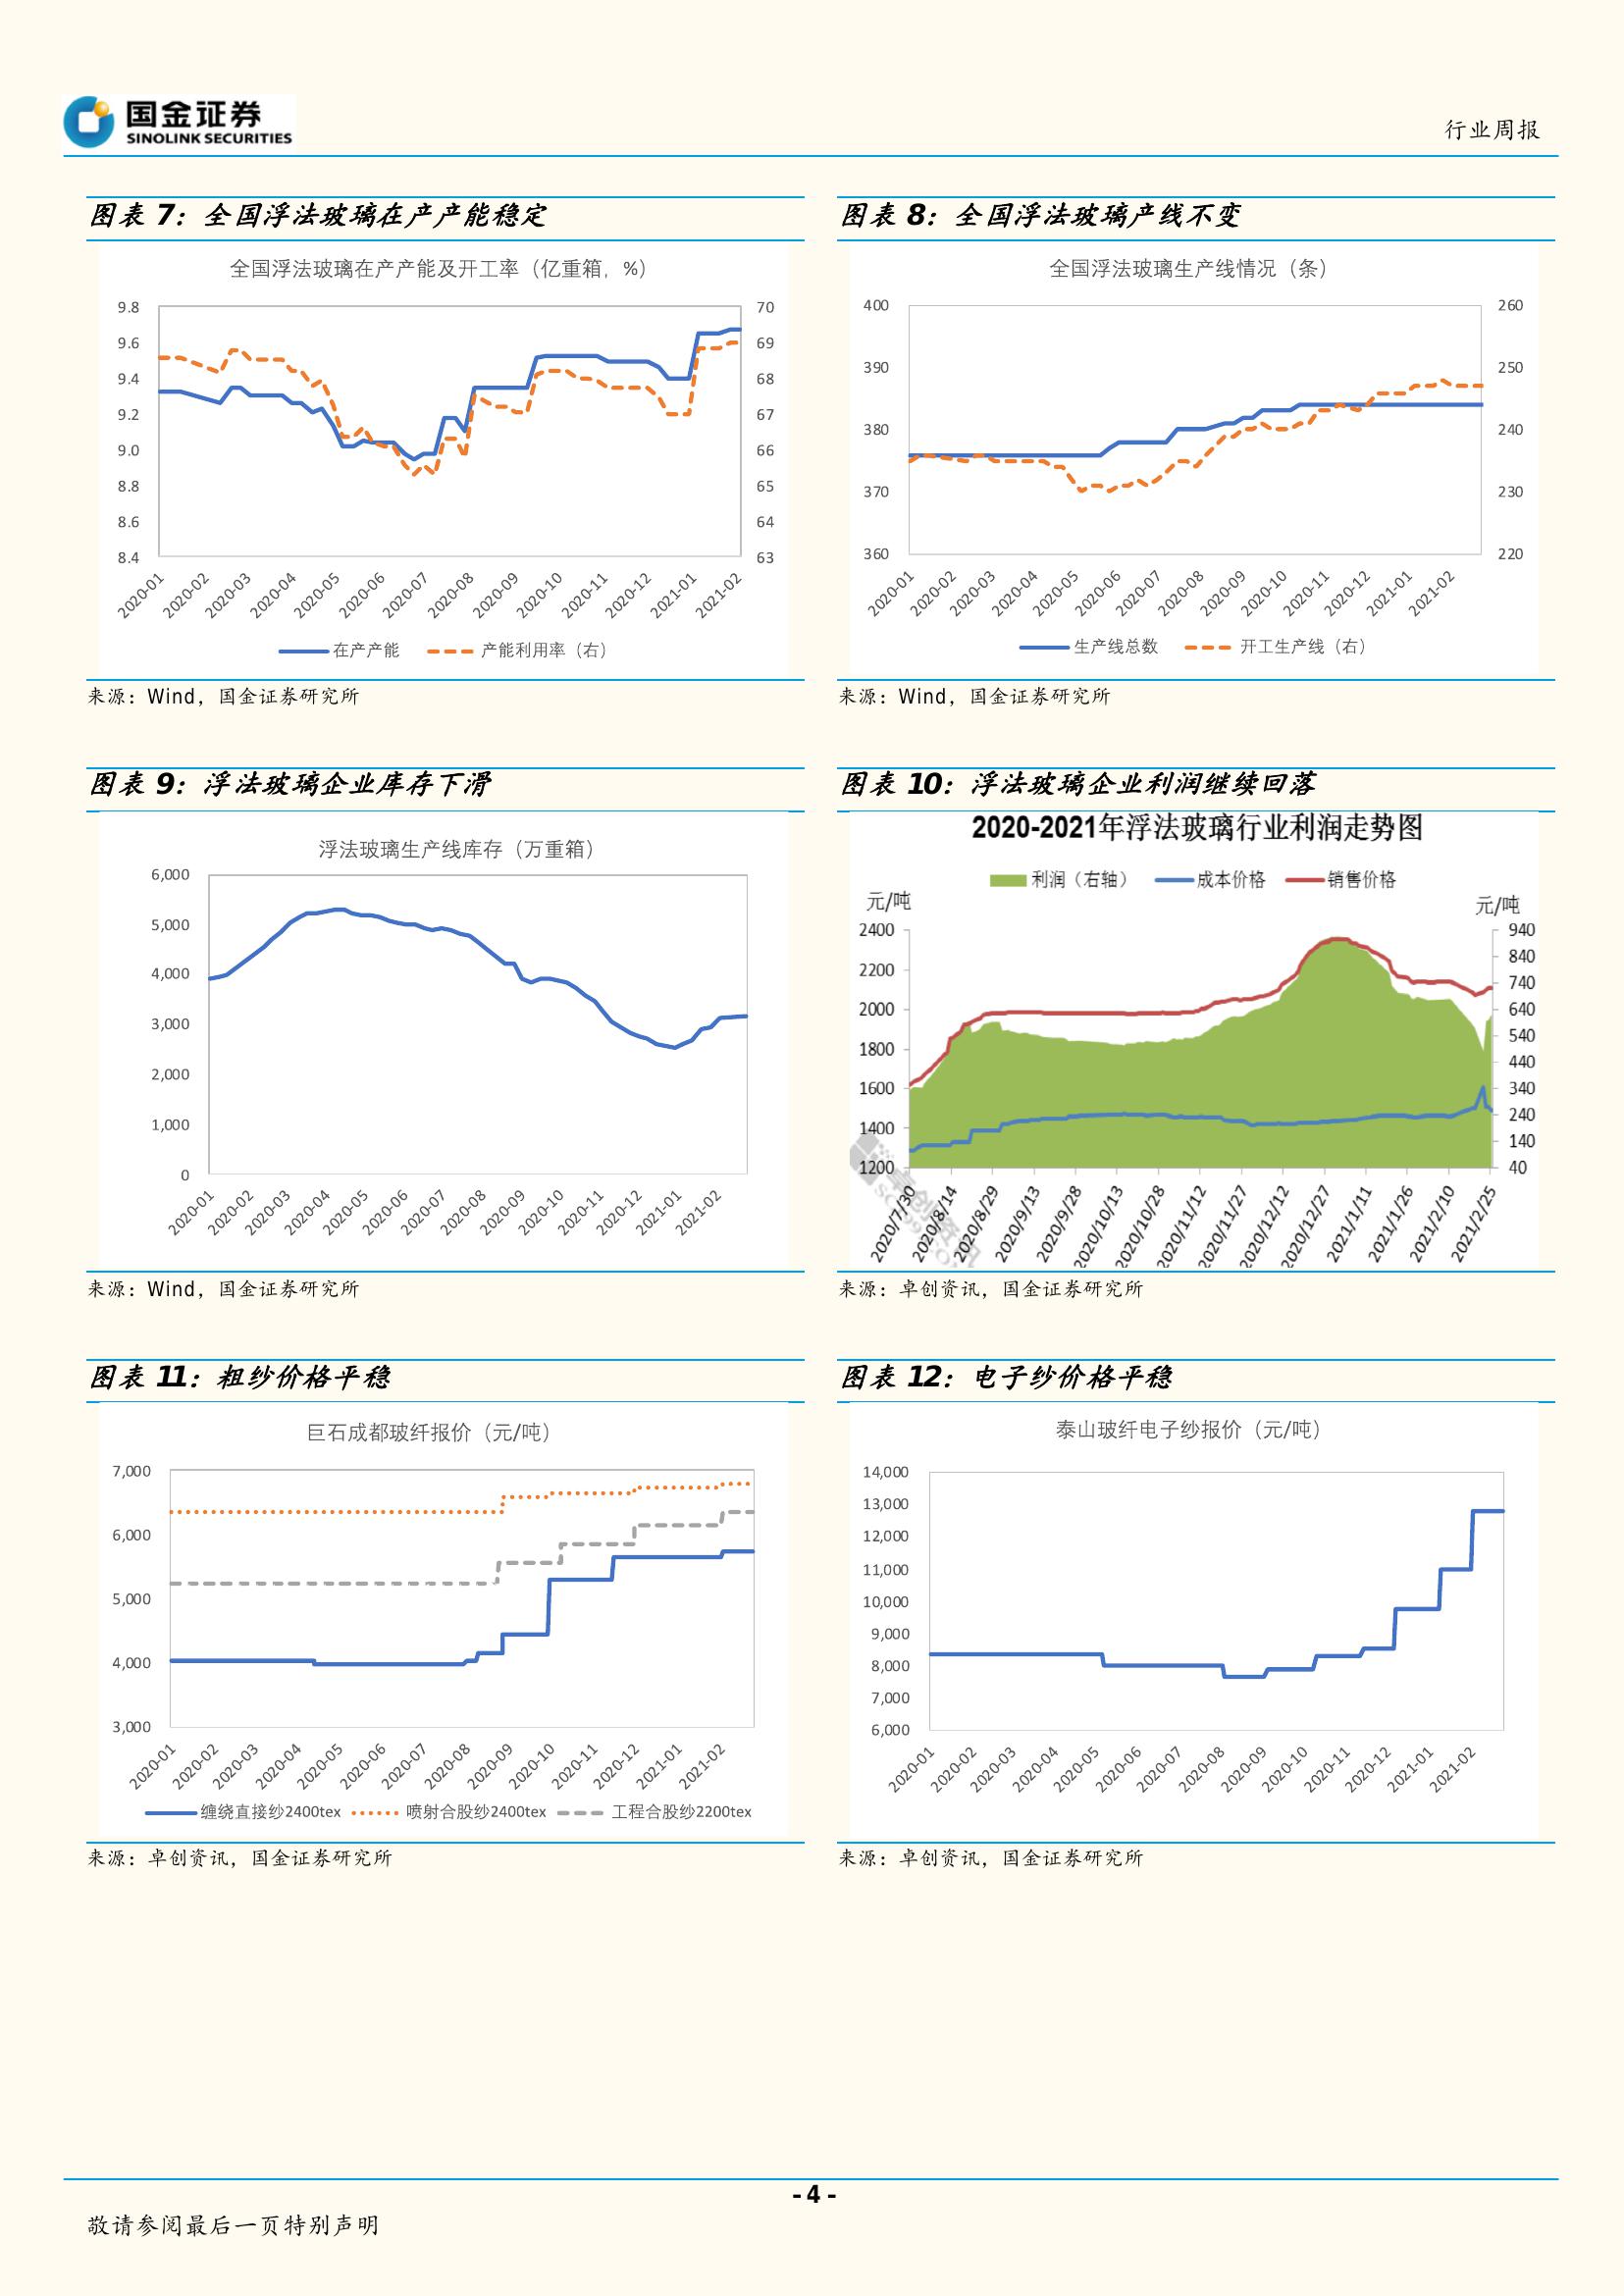 国金证券
SINOLINK SECURITIES
行业周报
图表 7：全国浮法玻璃在产产能稳定
全国浮法玻璃在产产能及开工率（亿重箱，%）
9.8
9.6
9.4
9.2
9.0
8.8
8.6
8.4
70
69
68
67
66
65
64
63
2020-01 2020-02 2020-03 2020-04 2020-05 2020-06 2020-07 2020-08 2020-09 2020-10 2020-11 2020-12 2021-01 2021-02
在产产能 产能利用率（右）
来源：Wind，国金证券研究所
图表 8：全国浮法玻璃产线不变
全国浮法玻璃生产线情况（条）
400
390
380
370
360
260
250
240
230
220
2020-01 2020-02 2020-03 2020-04 2020-05 2020-06 2020-07 2020-08 2020-09 2020-10 2020-11 2020-12 2021-01 2021-02
生产线总数 开工生产线（右）
来源：Wind，国金证券研究所
图表 9：浮法玻璃企业库存下滑
浮法玻璃生产线库存（万重箱）
6,000
5,000
4,000
3,000
2,000
1,000
0
2020-01 2020-02 2020-03 2020-04 2020-05 2020-06 2020-07 2020-08 2020-09 2020-10 2020-11 2020-12 2021-01 2021-02
来源：Wind，国金证券研究所
图表 10：浮法玻璃企业利润继续回落
2020-2021年浮法玻璃行业利润走势图
利润（右轴） 成本价格 销售价格
元/吨
元/吨
2400
2200
2000
1800
1600
1400
1200
940
840
740
640
540
440
340
240
140
40
2020/7/30 2020/8/14 2020/8/29 2020/9/13 2020/9/28 2020/10/13 2020/10/28 2020/11/12 2020/11/27 2020/12/12 2020/12/27 2021/1/11 2021/1/26 2021/2/10 2021/2/25
卓创资讯
来源：卓创资讯，国金证券研究所
图表 11：粗纱价格平稳
巨石成都玻纤报价（元/吨）
7,000
6,000
5,000
4,000
3,000
2020-01 2020-02 2020-03 2020-04 2020-05 2020-06 2020-07 2020-08 2020-09 2020-10 2020-11 2020-12 2021-01 2021-02
缠绕直接纱2400tex 喷射合股纱2400tex 工程合股纱2200tex
来源：卓创资讯，国金证券研究所
图表 12：电子纱价格平稳
泰山玻纤电子纱报价（元/吨）
14,000
13,000
12,000
11,000
10,000
9,000
8,000
7,000
6,000
2020-01 2020-02 2020-03 2020-04 2020-05 2020-06 2020-07 2020-08 2020-09 2020-10 2020-11 2020-12 2021-01 2021-02
来源：卓创资讯，国金证券研究所
- 4 -
敬请参阅最后一页特别声明